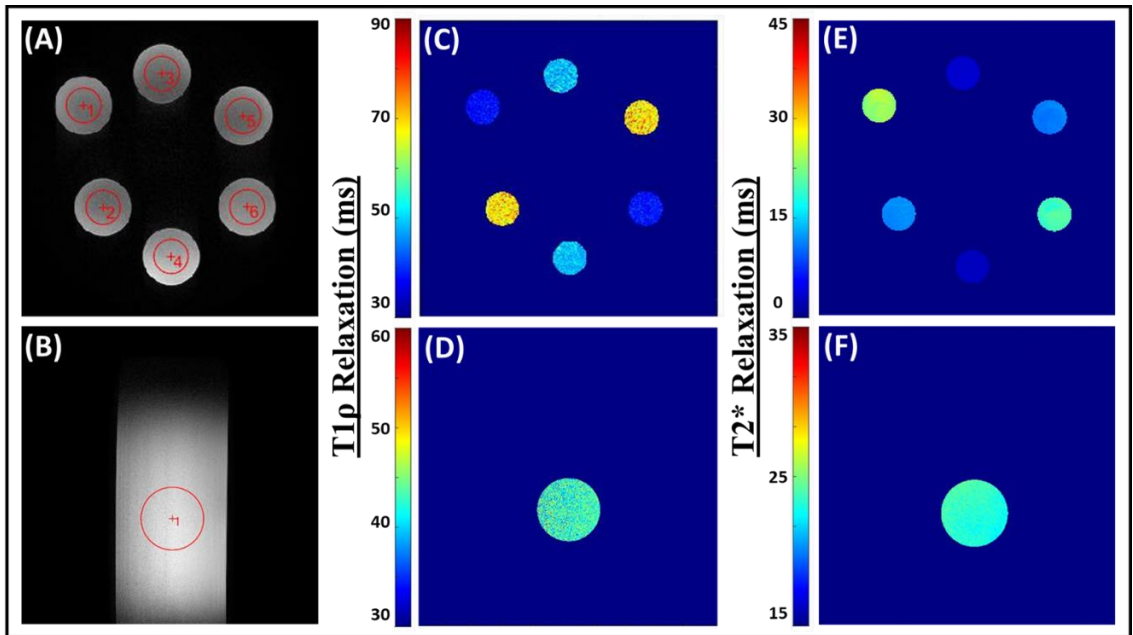 (A)
+3
+1
+5
+2
+6
+4
(B)
+1
T1ρ Relaxation (ms)
90
70
50
30
(C)
60
50
40
30
(D)
T2* Relaxation (ms)
45
30
15
0
(E)
35
25
15
(F)